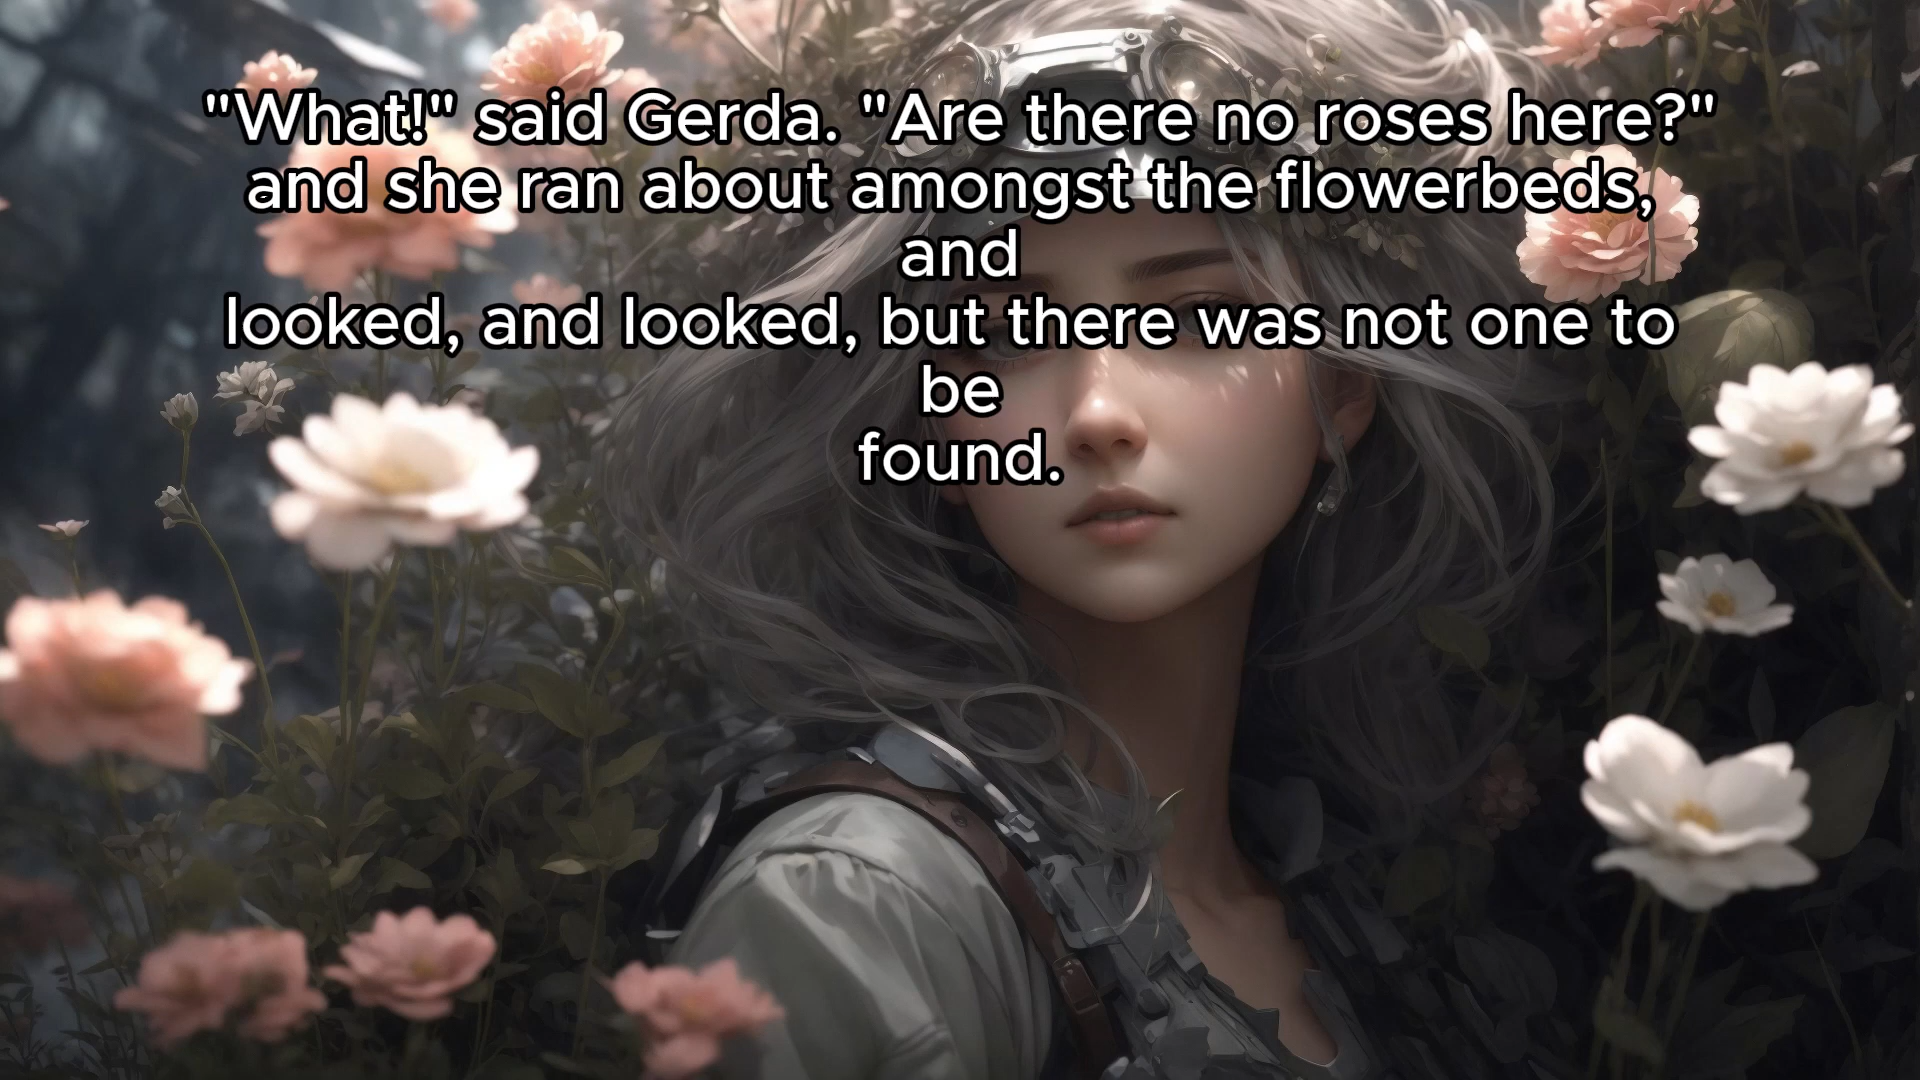 "What!" said Gerda. "Are there no roses here?"
and she ran about amongst the flowerbeds,
and
looked, and looked, but there was not one to
be
found.